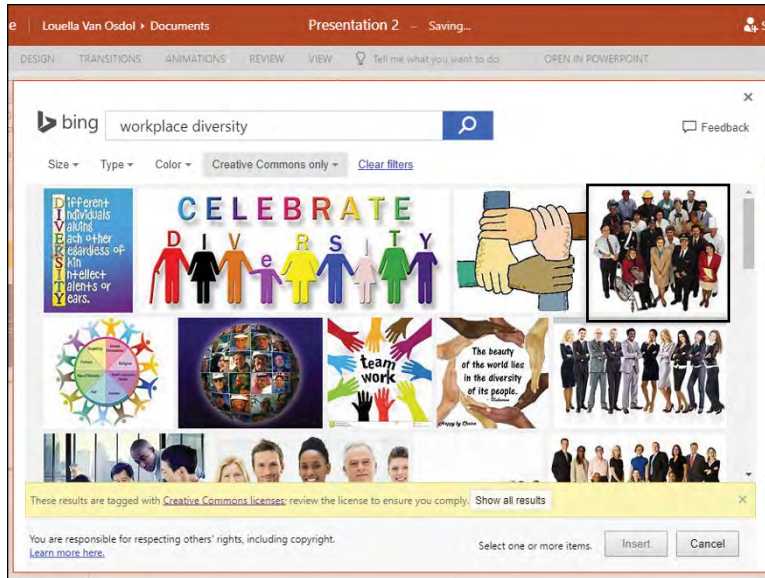 e Louella Van Osdol ▸ Documents Presentation 2 – Saving... S
DESIGN TRANSITIONS ANIMATIONS REVIEW VIEW Tell me what you want to do OPEN IN POWERPOINT
×
bing workplace diversity
Feedback
Size Type Color Creative Commons only Clear filters
Different
Individuals
Valuing
Each other
Regardless of
Skin
Intellect
Talents or
Years.
CELEBRATE
DIVeRSITY
team
work
The beauty
of the world lies
in the diversity
of its people.
These results are tagged with Creative Commons licenses; review the license to ensure you comply. Show all results ×
You are responsible for respecting others' rights, including copyright.
Learn more here.
Select one or more items. Insert Cancel